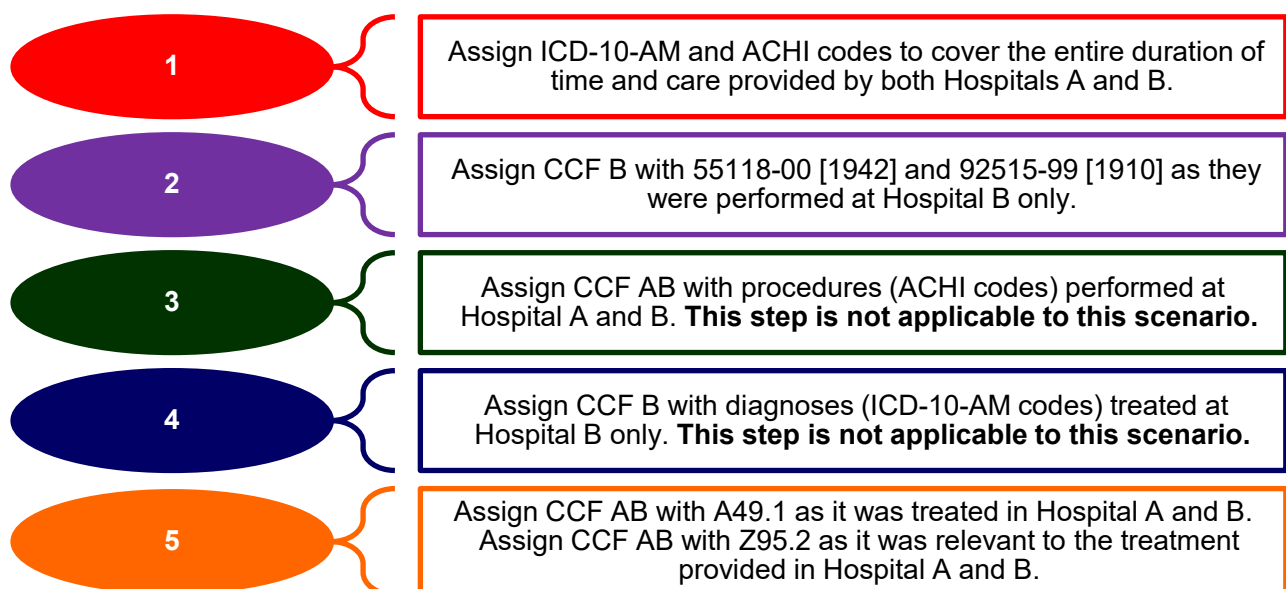 1
Assign ICD-10-AM and ACHI codes to cover the entire duration of
time and care provided by both Hospitals A and B.
2
Assign CCF B with 55118-00 [1942] and 92515-99 [1910] as they
were performed at Hospital B only.
3
Assign CCF AB with procedures (ACHI codes) performed at
Hospital A and B. This step is not applicable to this scenario.
4
Assign CCF B with diagnoses (ICD-10-AM codes) treated at
Hospital B only. This step is not applicable to this scenario.
5
Assign CCF AB with A49.1 as it was treated in Hospital A and B.
Assign CCF AB with Z95.2 as it was relevant to the treatment
provided in Hospital A and B.